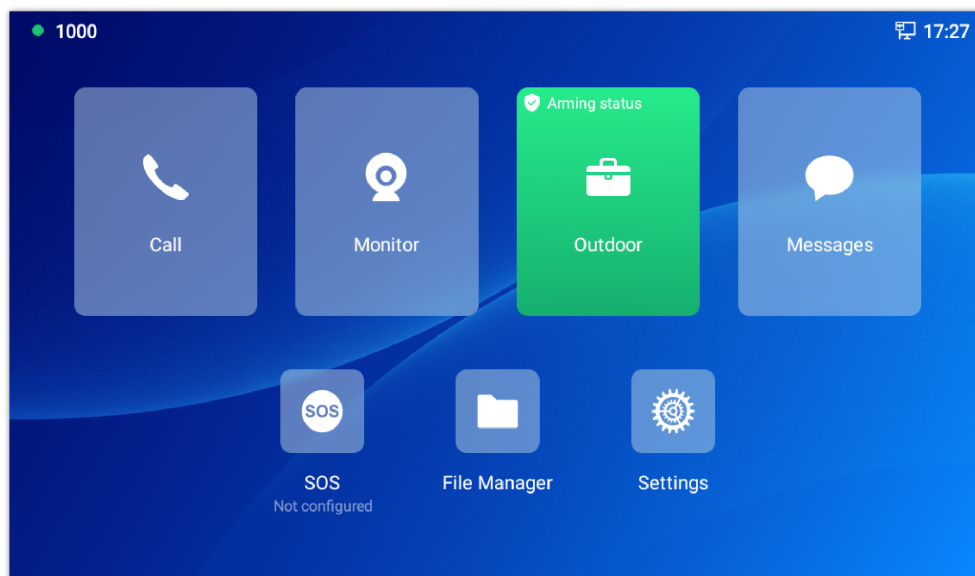 1000
17:27
Arming status
Call
Monitor
Outdoor
Messages
SOS
SOS
File Manager
Settings
Not configured